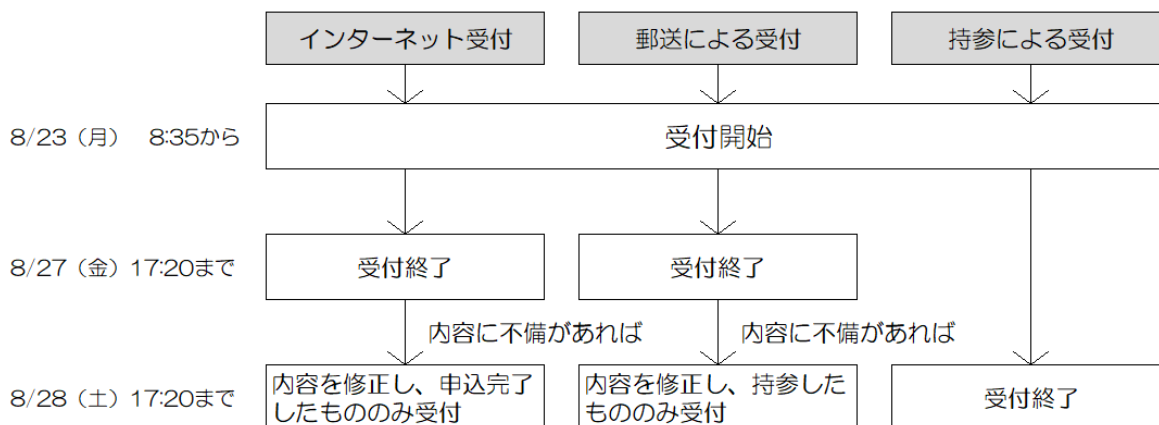 インターネット受付
郵送による受付
持参による受付
8/23（月）　8:35から
受付開始
8/27（金）17:20まで
受付終了
受付終了
内容に不備があれば
内容に不備があれば
8/28（土）17:20まで
内容を修正し、申込完了
したもののみ受付
内容を修正し、持参した
もののみ受付
受付終了